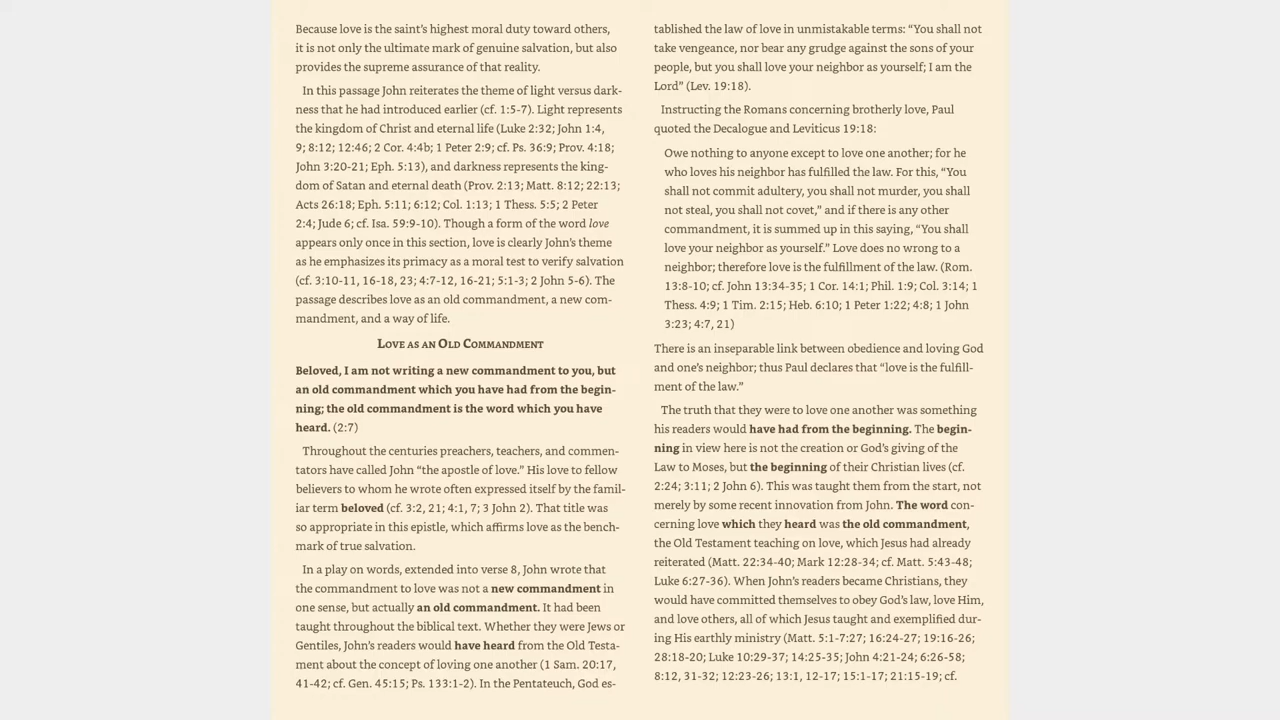 Because love is the saint's highest moral duty toward others,
it is not only the ultimate mark of genuine salvation, but also
provides the supreme assurance of that reality.
In this passage John reiterates the theme of light versus dark-
ness that he had introduced earlier (cf. 1:5-7). Light represents
the kingdom of Christ and eternal life (Luke 2:32; John 1:4,
9; 8:12; 12:46; 2 Cor. 4:4b; 1 Peter 2:9; cf. Ps. 36:9; Prov. 4:18;
John 3:20-21; Eph. 5:13), and darkness represents the king-
dom of Satan and eternal death (Prov. 2:13; Matt. 8:12; 22:13;
Acts 26:18; Eph. 5:11; 6:12; Col. 1:13; 1 Thess. 5:5; 2 Peter
2:4; Jude 6; cf. Isa. 59:9-10). Though a form of the word love
appears only once in this section, love is clearly John's theme
as he emphasizes its primacy as a moral test to verify salvation
(cf. 3:10-11, 16-18, 23; 4:7-12, 16-21; 5:1-3; 2 John 5-6). The
passage describes love as an old commandment, a new com-
mandment, and a way of life.
Love as an Old Commandment
Beloved, I am not writing a new commandment to you, but
an old commandment which you have had from the begin-
ning; the old commandment is the word which you have
heard. (2:7)
Throughout the centuries preachers, teachers, and commen-
tators have called John “the apostle of love.” His love to fellow
believers to whom he wrote often expressed itself by the famil-
iar term beloved (cf. 3:2, 21; 4:1, 7; 3 John 2). That title was
so appropriate in this epistle, which affirms love as the bench-
mark of true salvation.
In a play on words, extended into verse 8, John wrote that
the commandment to love was not a new commandment in
one sense, but actually an old commandment. It had been
taught throughout the biblical text. Whether they were Jews or
Gentiles, John's readers would have heard from the Old Testa-
ment about the concept of loving one another (1 Sam. 20:17,
41-42; cf. Gen. 45:15; Ps. 133:1-2). In the Pentateuch, God es-
tablished the law of love in unmistakable terms: “You shall not
take vengeance, nor bear any grudge against the sons of your
people, but you shall love your neighbor as yourself; I am the
Lord” (Lev. 19:18).
Instructing the Romans concerning brotherly love, Paul
quoted the Decalogue and Leviticus 19:18:
Owe nothing to anyone except to love one another; for he
who loves his neighbor has fulfilled the law. For this, “You
shall not commit adultery, you shall not murder, you shall
not steal, you shall not covet,” and if there is any other
commandment, it is summed up in this saying, “You shall
love your neighbor as yourself.” Love does no wrong to a
neighbor; therefore love is the fulfillment of the law. (Rom.
13:8-10; cf. John 13:34-35; 1 Cor. 14:1; Phil. 1:9; Col. 3:14; 1
Thess. 4:9; 1 Tim. 2:15; Heb. 6:10; 1 Peter 1:22; 4:8; 1 John
3:23; 4:7, 21)
There is an inseparable link between obedience and loving God
and one's neighbor; thus Paul declares that “love is the fulfill-
ment of the law.”
The truth that they were to love one another was something
his readers would have had from the beginning. The begin-
ning in view here is not the creation or God's giving of the
Law to Moses, but the beginning of their Christian lives (cf.
2:24; 3:11; 2 John 6). This was taught them from the start, not
merely by some recent innovation from John. The word con-
cerning love which they heard was the old commandment,
the Old Testament teaching on love, which Jesus had already
reiterated (Matt. 22:34-40; Mark 12:28-34; cf. Matt. 5:43-48;
Luke 6:27-36). When John's readers became Christians, they
would have committed themselves to obey God's law, love Him,
and love others, all of which Jesus taught and exemplified dur-
ing His earthly ministry (Matt. 5:1-7:27; 16:24-27; 19:16-26;
28:18-20; Luke 10:29-37; 14:25-35; John 4:21-24; 6:26-58;
8:12, 31-32; 12:23-26; 13:1, 12-17; 15:1-17; 21:15-19; cf.